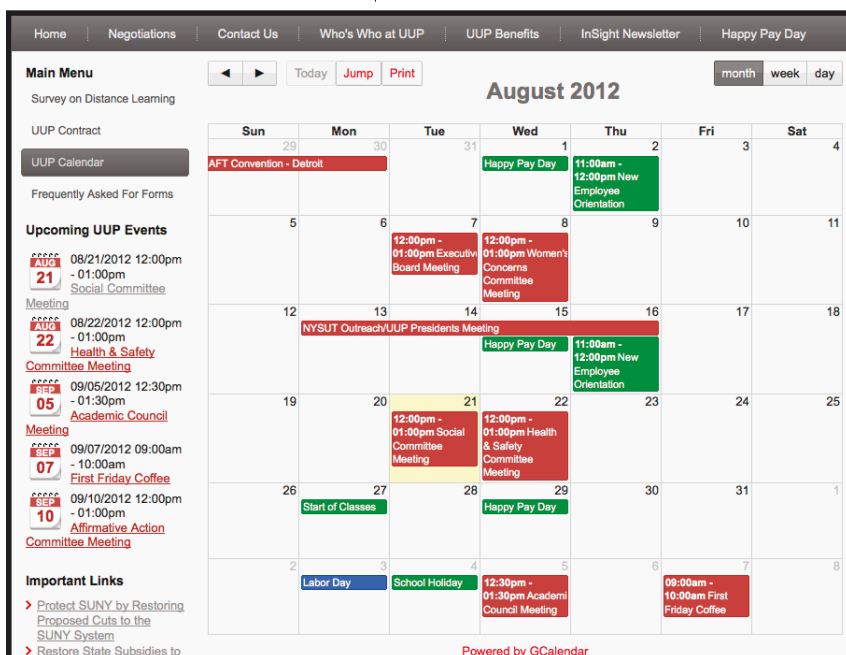 Home Negotiations Contact Us Who's Who at UUP UUP Benefits InSight Newsletter Happy Pay Day
Main Menu
Survey on Distance Learning
UUP Contract
UUP Calendar
Frequently Asked For Forms
Upcoming UUP Events
AUG
21
08/21/2012 12:00pm
- 01:00pm
Social Committee
Meeting
AUG
22
08/22/2012 12:00pm
- 01:00pm
Health & Safety
Committee Meeting
SEP
05
09/05/2012 12:30pm
- 01:30pm
Academic Council
Meeting
SEP
07
09/07/2012 09:00am
- 10:00am
First Friday Coffee
SEP
10
09/10/2012 12:00pm
- 01:00pm
Affirmative Action
Committee Meeting
Important Links
Protect SUNY by Restoring
Proposed Cuts to the
SUNY System
Restore State Subsidies to
Today Jump Print
August 2012
month week day
Sun Mon Tue Wed Thu Fri Sat
29 30 31 1 2 3 4
AFT Convention - Detroit
Happy Pay Day
11:00am -
12:00pm New
Employee
Orientation
5 6 7 8 9 10 11
12:00pm -
01:00pm Executiv
Board Meeting
12:00pm -
01:00pm Women's
Concerns
Committee
Meeting
12 13 14 15 16 17 18
NYSUT Outreach/UUP Presidents Meeting
Happy Pay Day
11:00am -
12:00pm New
Employee
Orientation
19 20 21 22 23 24 25
12:00pm -
01:00pm Social
Committee
Meeting
12:00pm -
01:00pm Health
& Safety
Committee
Meeting
26 27 28 29 30 31 1
Start of Classes
Happy Pay Day
2 3 4 5 6 7 8
Labor Day
School Holiday
12:30pm -
01:30pm Academi
Council Meeting
09:00am -
10:00am First
Friday Coffee
Powered by GCalendar